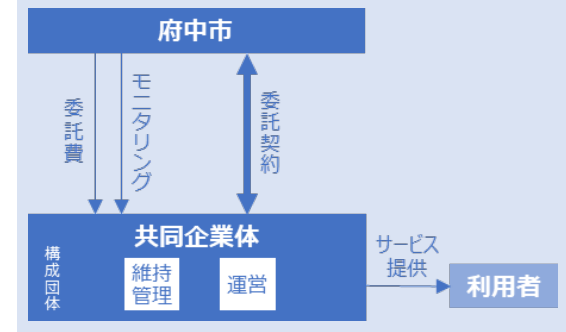 府中市
委託費
モニタリング
委託契約
共同企業体
構成団体
維持
管理
運営
サービス
提供
利用者